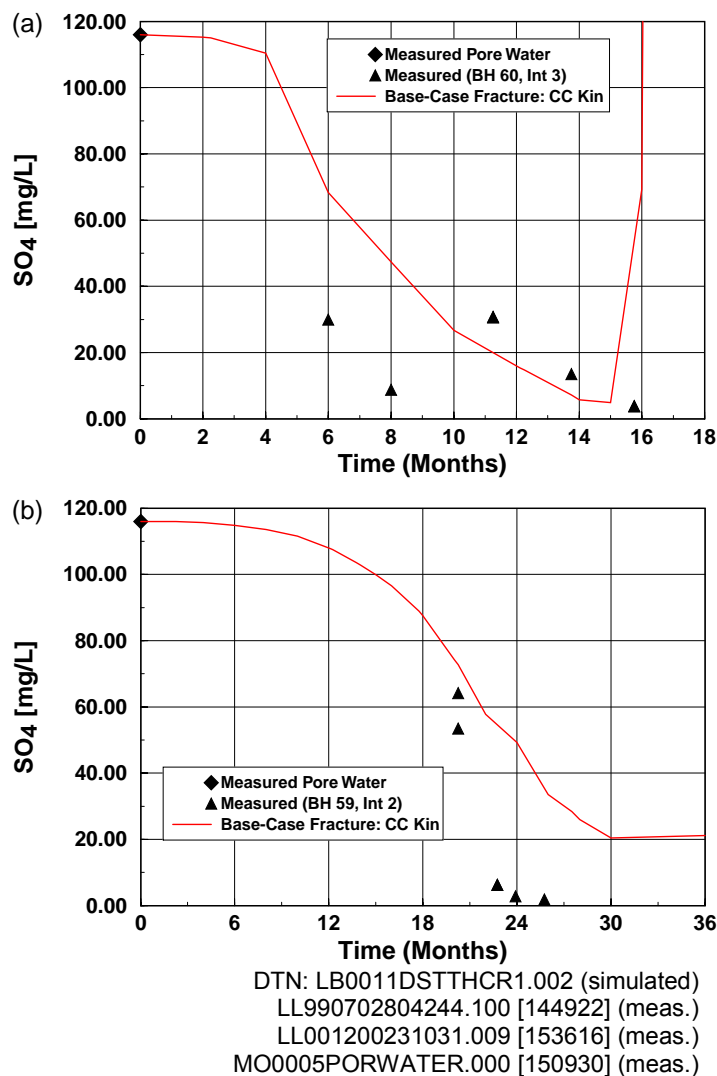 (a)
120.00
100.00
80.00
60.00
40.00
20.00
0.00
SO4 [mg/L]
Measured Pore Water
Measured (BH 60, Int 3)
Base-Case Fracture: CC Kin
0 2 4 6 8 10 12 14 16 18
Time (Months)
(b)
120.00
100.00
80.00
60.00
40.00
20.00
0.00
SO4 [mg/L]
Measured Pore Water
Measured (BH 59, Int 2)
Base-Case Fracture: CC Kin
0 6 12 18 24 30 36
Time (Months)
DTN: LB0011DSTTHCR1.002 (simulated)
LL990702804244.100 [144922] (meas.)
LL001200231031.009 [153616] (meas.)
MO0005PORWATER.000 [150930] (meas.)